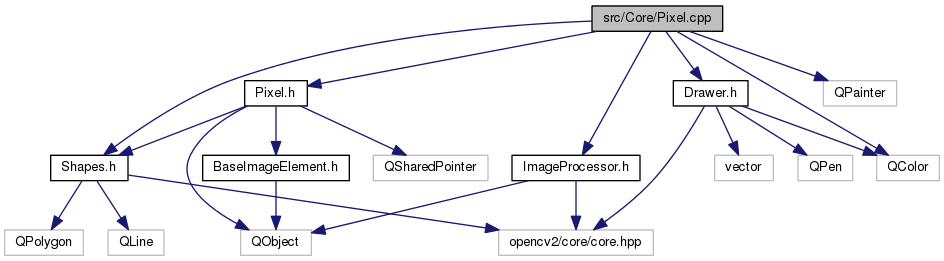 src/Core/Pixel.cpp
Pixel.h
Drawer.h
QPainter
Shapes.h
BaseImageElement.h
QSharedPointer
ImageProcessor.h
vector
QPen
QColor
QPolygon
QLine
QObject
opencv2/core/core.hpp